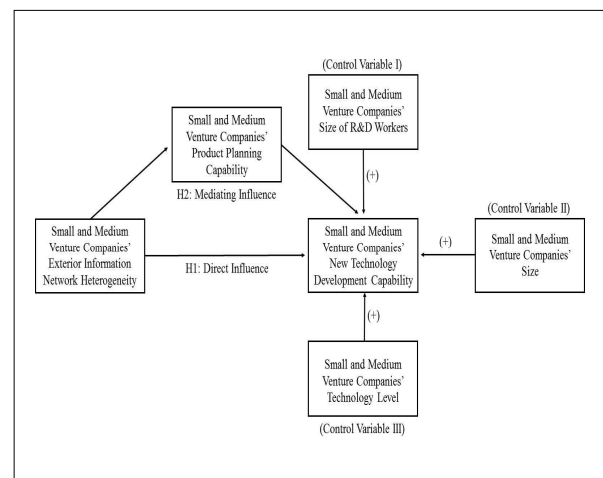 (Control Variable I)
Small and Medium
Venture Companies'
Size of R&D Workers
Small and Medium
Venture Companies'
Product Planning
Capability
(+)
H2: Mediating Influence
(Control Variable II)
Small and Medium
Venture Companies'
Exterior Information
Network Heterogeneity
H1: Direct Influence
Small and Medium
Venture Companies'
New Technology
Development Capability
(+)
Small and Medium
Venture Companies'
Size
(+)
Small and Medium
Venture Companies'
Technology Level
(Control Variable III)